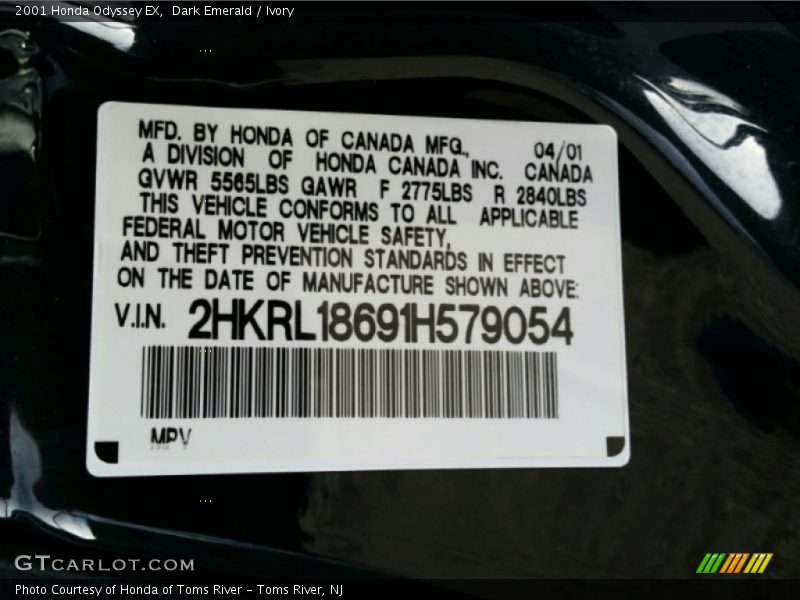 2001 Honda Odyssey EX,  Dark Emerald / Ivory
MFD. BY HONDA OF CANADA MFG., 04/01
A DIVISION OF HONDA CANADA INC. CANADA
GVWR 5565LBS GAWR F 2775LBS R 2840LBS
THIS VEHICLE CONFORMS TO ALL APPLICABLE
FEDERAL MOTOR VEHICLE SAFETY,
AND THEFT PREVENTION STANDARDS IN EFFECT
ON THE DATE OF MANUFACTURE SHOWN ABOVE:
V.I.N. 2HKRL18691H579054
MPV
GTCARLOT.COM
Photo Courtesy of Honda of Toms River - Toms River, NJ